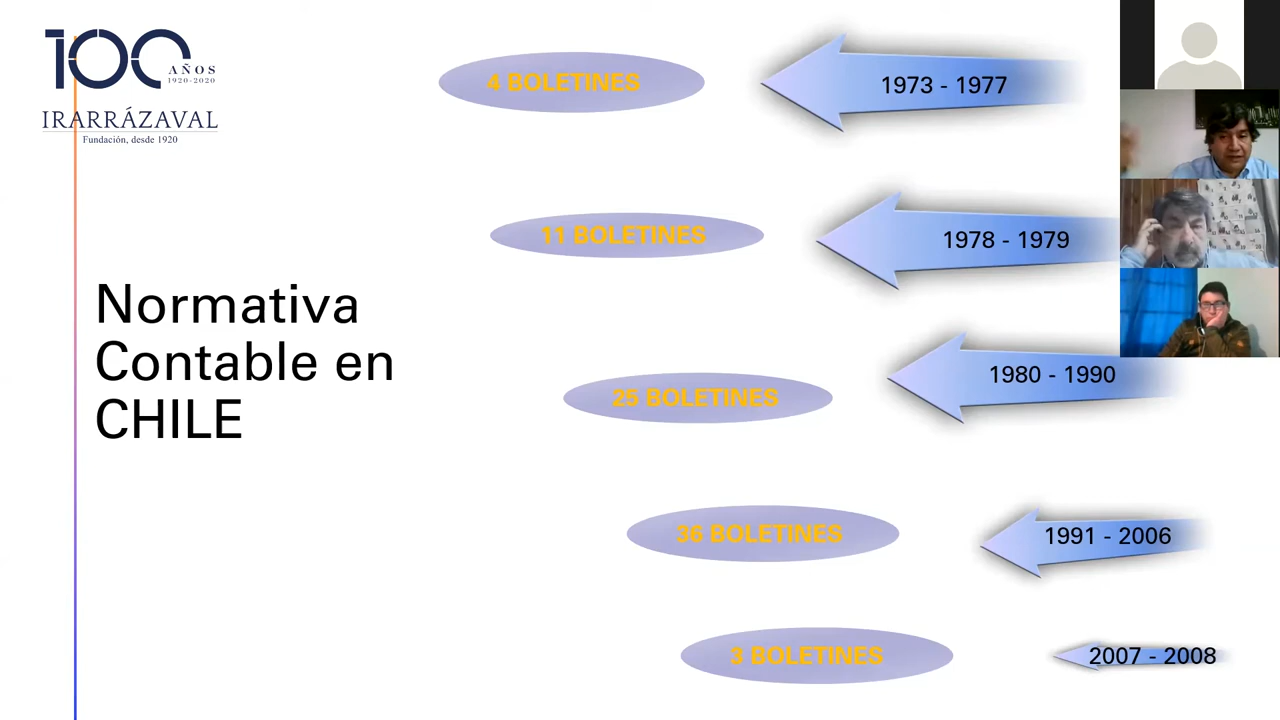 100
AÑOS
1920-2020
IRARRÁZAVAL
Fundación, desde 1920
Normativa
Contable en
CHILE
4 BOLETINES
1973 - 1977
11 BOLETINES
1978 - 1979
25 BOLETINES
1980 - 1990
36 BOLETINES
1991 - 2006
3 BOLETINES
2007 - 2008